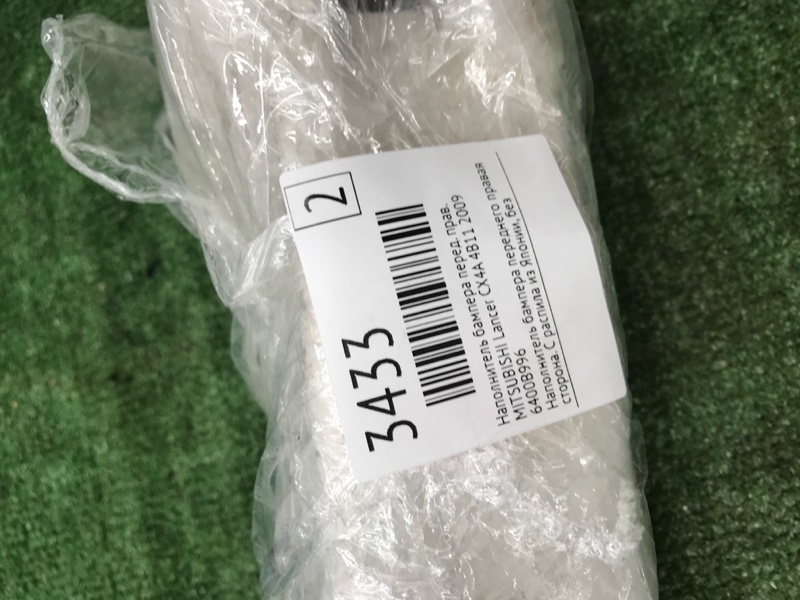 3433
2
Наполнитель бампера перед. прав.
MITSUBISHI Lancer CX4A 4B11 2009
6400B996
Наполнитель бампера переднего правая
сторона. С распила из Японии, без